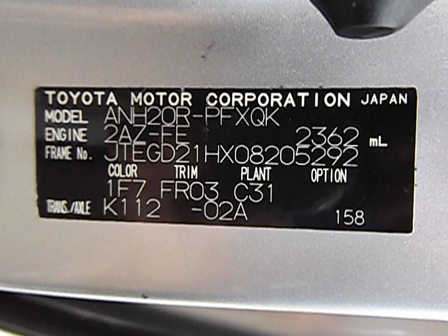 TOYOTA MOTOR CORPORATION JAPAN
MODEL ANH20R-PFXQK
ENGINE 2AZ-FE 2362 mL
FRAME No. JTEGD21HX08205292
COLOR TRIM PLANT OPTION
1F7 FR03 C31
TRANS./AXLE K112 -02A 158